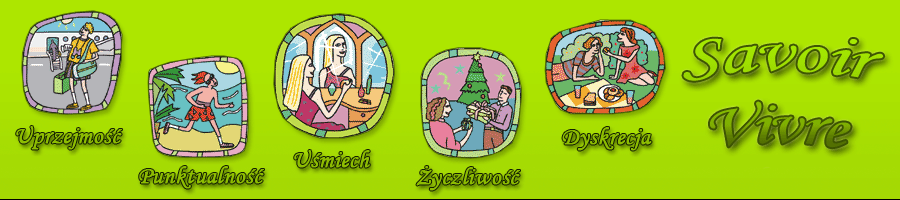 Uprzejmość
Punktualność
Uśmiech
Życzliwość
Dyskrecja
Savoir
Vivre